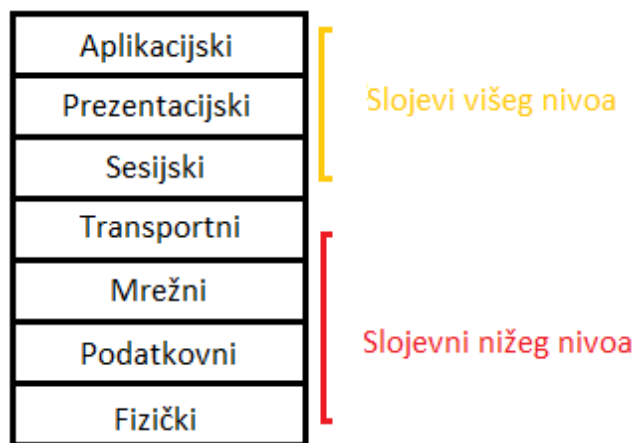 Aplikacijski
Prezentacijski
Sesijski
Transportni
Mrežni
Podatkovni
Fizički
Slojevi višeg nivoa
Slojevni nižeg nivoa